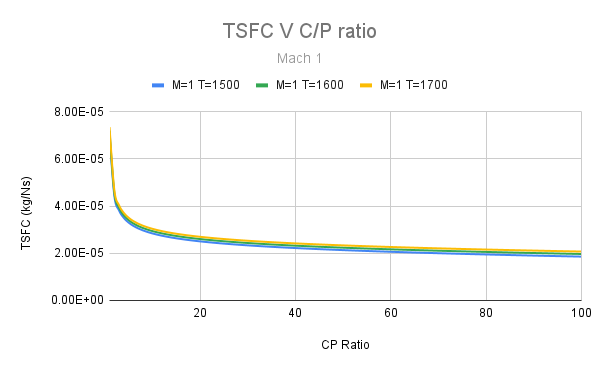 TSFC V C/P ratio
Mach 1
M=1 T=1500 M=1 T=1600 M=1 T=1700
8.00E-05
6.00E-05
4.00E-05
2.00E-05
0.00E+00
TSFC (kg/Ns)
20 40 60 80 100
CP Ratio